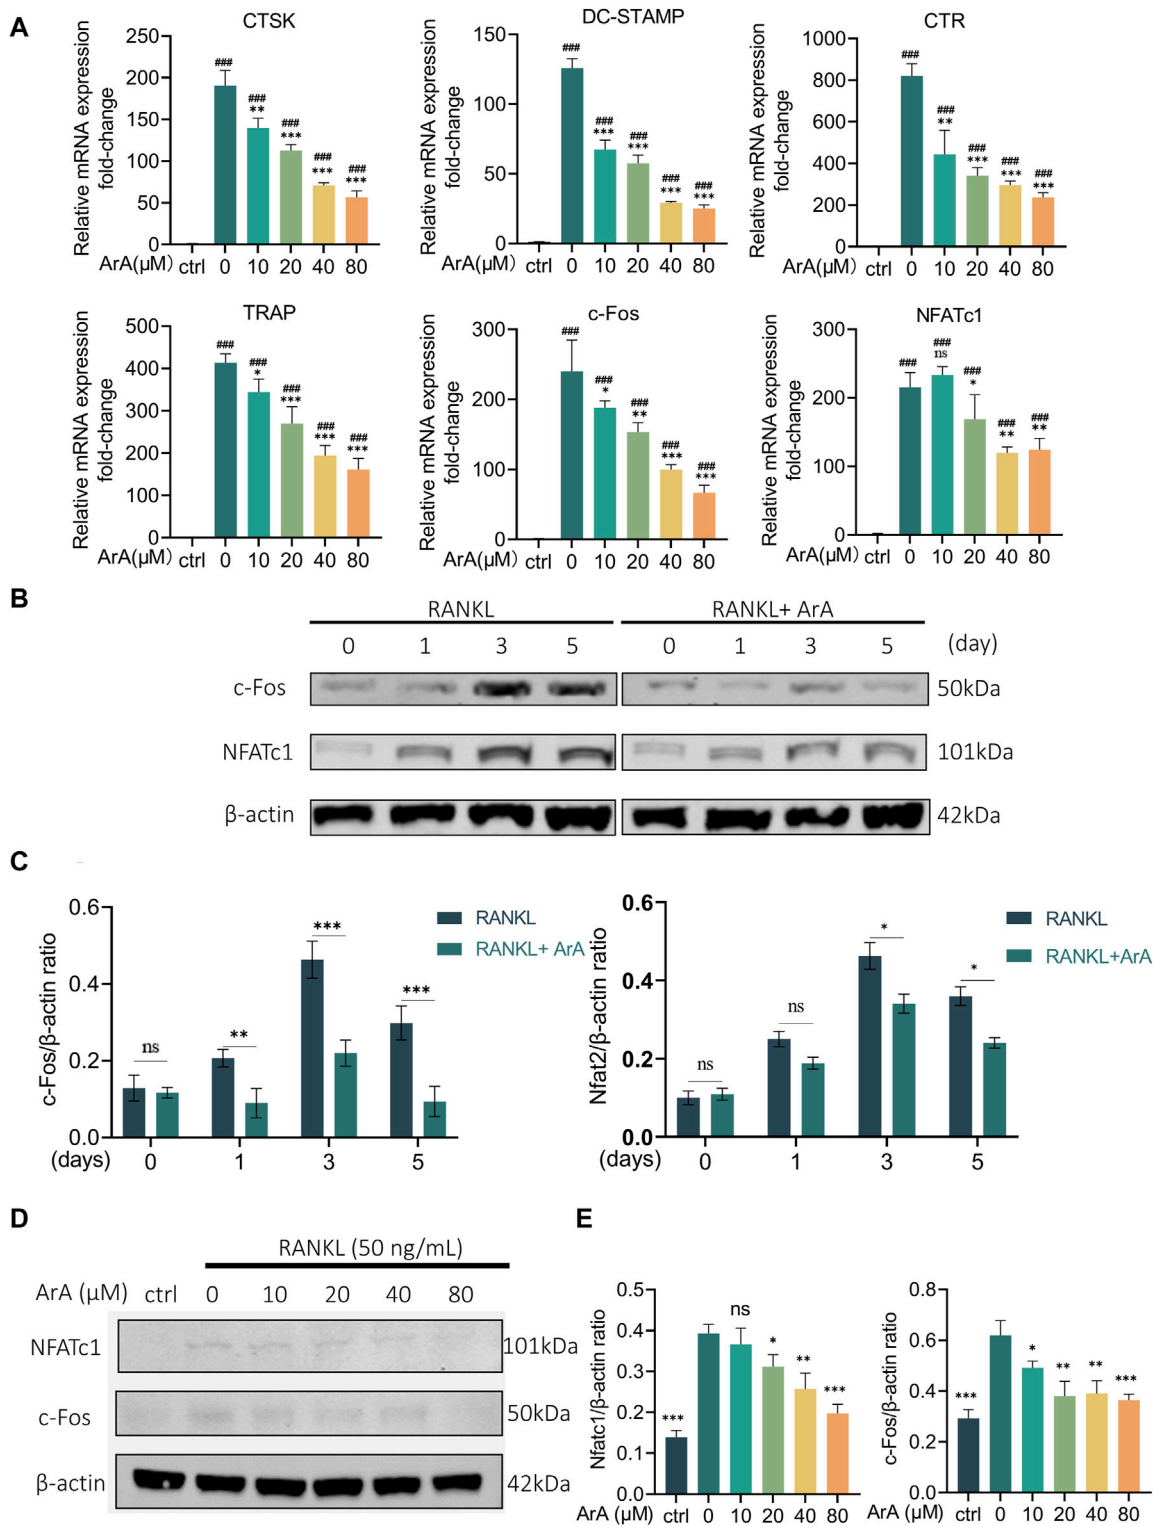 A
CTSK
Relative mRNA expression
fold-change
250
200
150
100
50
0
###
###
**
###
***
###
***
###
***
ArA(μM) ctrl 0 10 20 40 80
DC-STAMP
Relative mRNA expression
fold-change
150
100
50
0
###
###
***
###
***
###
***
###
***
ArA(μM) ctrl 0 10 20 40 80
CTR
Relative mRNA expression
fold-change
1000
800
600
400
200
0
###
###
**
###
***
###
***
###
***
ArA(μM) ctrl 0 10 20 40 80
TRAP
Relative mRNA expression
fold-change
500
400
300
200
100
0
###
###
*
###
***
###
***
###
***
ArA(μM) ctrl 0 10 20 40 80
c-Fos
Relative mRNA expression
fold-change
300
200
100
0
###
###
*
###
**
###
***
###
***
ArA(μM) ctrl 0 10 20 40 80
NFATc1
Relative mRNA expression
fold-change
300
200
100
0
###
###
ns
###
*
###
**
###
**
ArA(μM) ctrl 0 10 20 40 80
B
RANKL RANKL+ ArA
0 1 3 5 0 1 3 5 (day)
c-Fos 50kDa
NFATc1 101kDa
β-actin 42kDa
C
c-Fos/β-actin ratio
0.6
0.4
0.2
0.0
ns
**
***
***
RANKL
RANKL+ ArA
(days) 0 1 3 5
Nfat2/β-actin ratio
0.6
0.4
0.2
0.0
ns
ns
*
*
RANKL
RANKL+ArA
(days) 0 1 3 5
D
RANKL (50 ng/mL)
ArA (μM) ctrl 0 10 20 40 80
NFATc1 101kDa
c-Fos 50kDa
β-actin 42kDa
E
Nfatc1/β-actin ratio
0.5
0.4
0.3
0.2
0.1
0.0
***
ns
*
**
***
ArA (μM) ctrl 0 10 20 40 80
c-Fos/β-actin ratio
0.8
0.6
0.4
0.2
0.0
***
*
**
**
***
ArA (μM) ctrl 0 10 20 40 80